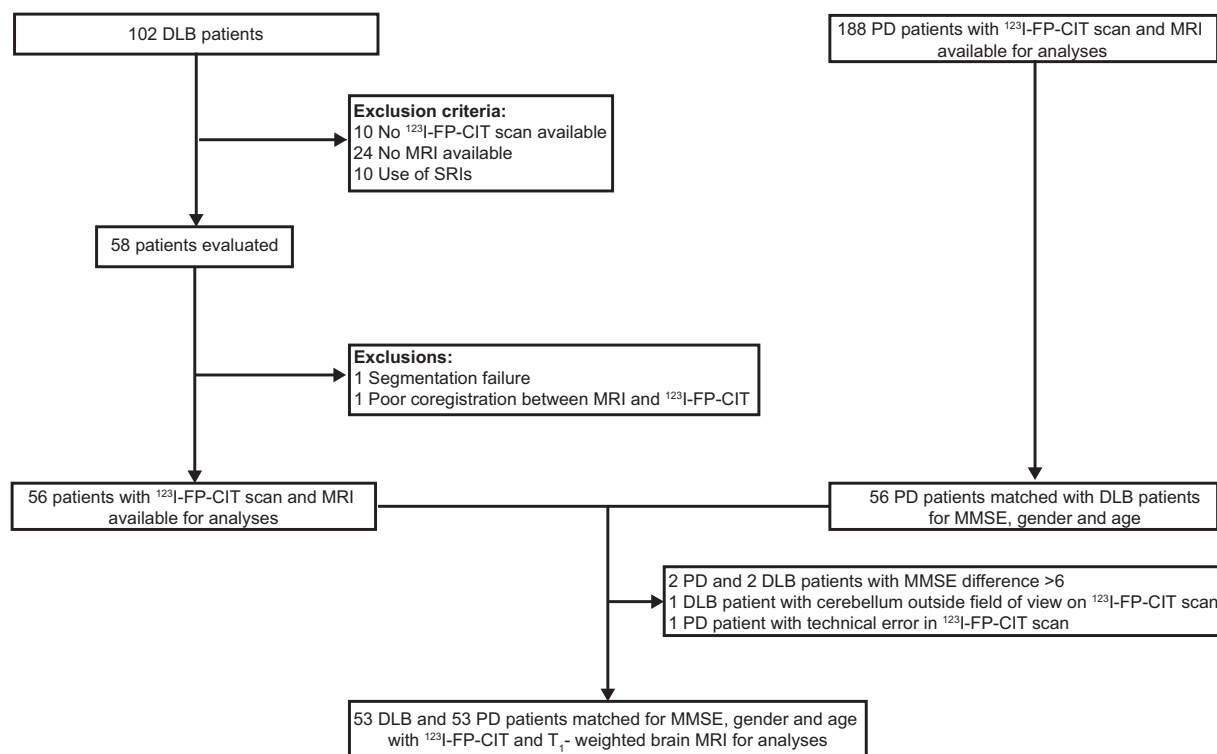 102 DLB patients
188 PD patients with ¹²³I-FP-CIT scan and MRI
available for analyses
Exclusion criteria:
10 No ¹²³I-FP-CIT scan available
24 No MRI available
10 Use of SRIs
58 patients evaluated
Exclusions:
1 Segmentation failure
1 Poor coregistration between MRI and ¹²³I-FP-CIT
56 patients with ¹²³I-FP-CIT scan and MRI
available for analyses
56 PD patients matched with DLB patients
for MMSE, gender and age
2 PD and 2 DLB patients with MMSE difference >6
1 DLB patient with cerebellum outside field of view on ¹²³I-FP-CIT scan
1 PD patient with technical error in ¹²³I-FP-CIT scan
53 DLB and 53 PD patients matched for MMSE, gender and age
with ¹²³I-FP-CIT and T₁- weighted brain MRI for analyses